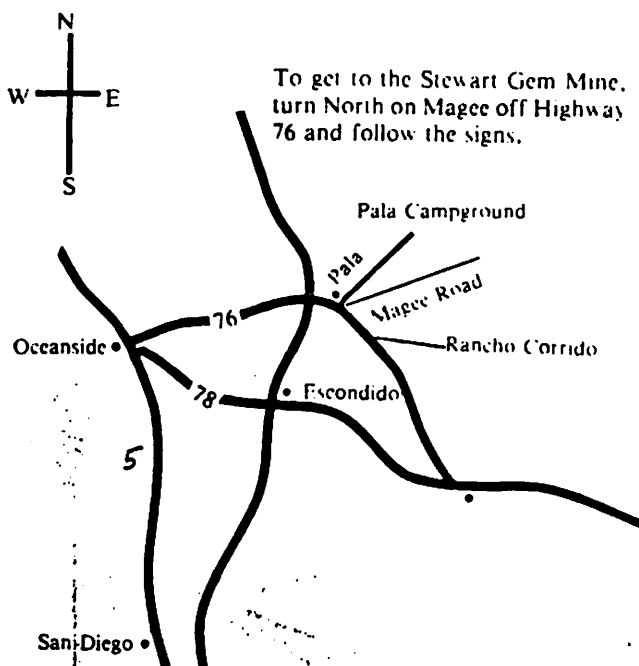 N
W E
S
To get to the Stewart Gem Mine,
turn North on Magee off Highway
76 and follow the signs.
Pala Campground
Pala
Magee Road
76
Rancho Corrido
Oceanside
78
Escondido
5
San Diego